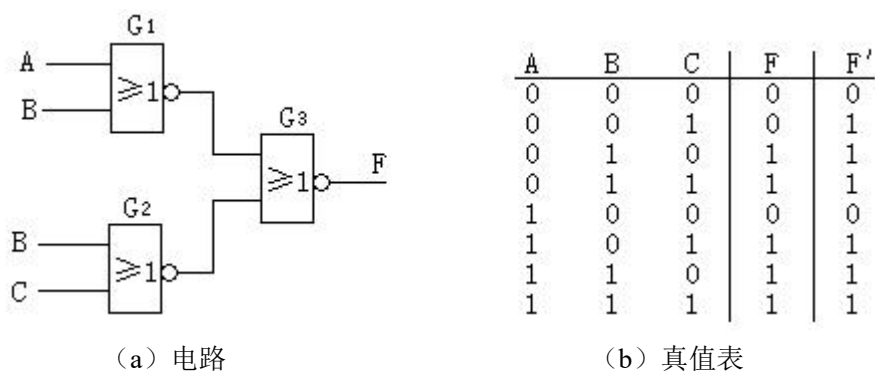 G1
A
B
≥1
G3
≥1
F
G2
B
C
≥1
A B C F F'
0 0 0 0 0
0 0 1 0 1
0 1 0 1 1
0 1 1 1 1
1 0 0 0 0
1 0 1 1 1
1 1 0 1 1
1 1 1 1 1
(a)电路
(b)真值表